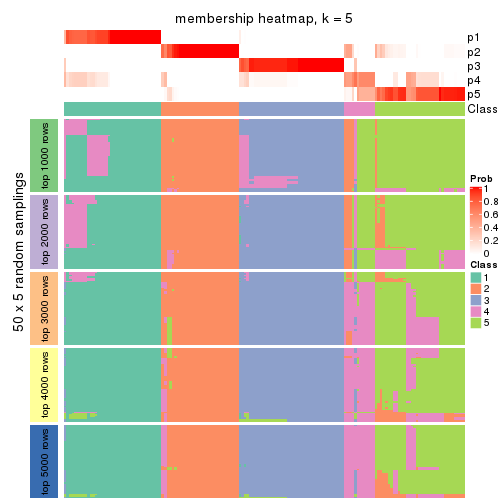 membership heatmap, k = 5
p1
p2
p3
p4
p5
Class
50 x 5 random samplings
top 1000 rows
top 2000 rows
top 3000 rows
top 4000 rows
top 5000 rows
Prob
1
0.8
0.6
0.4
0.2
0
Class
1
2
3
4
5